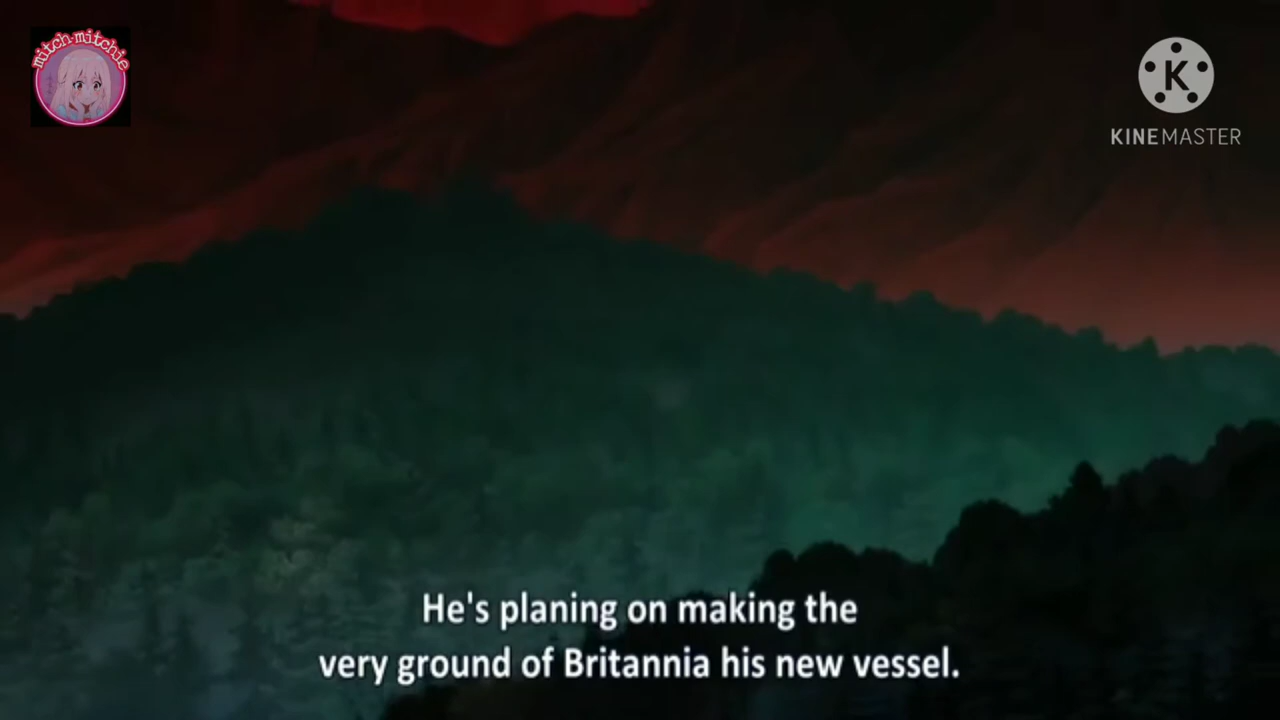 mitch-mitchie
K
KINEMASTER
He's planing on making the
very ground of Britannia his new vessel.